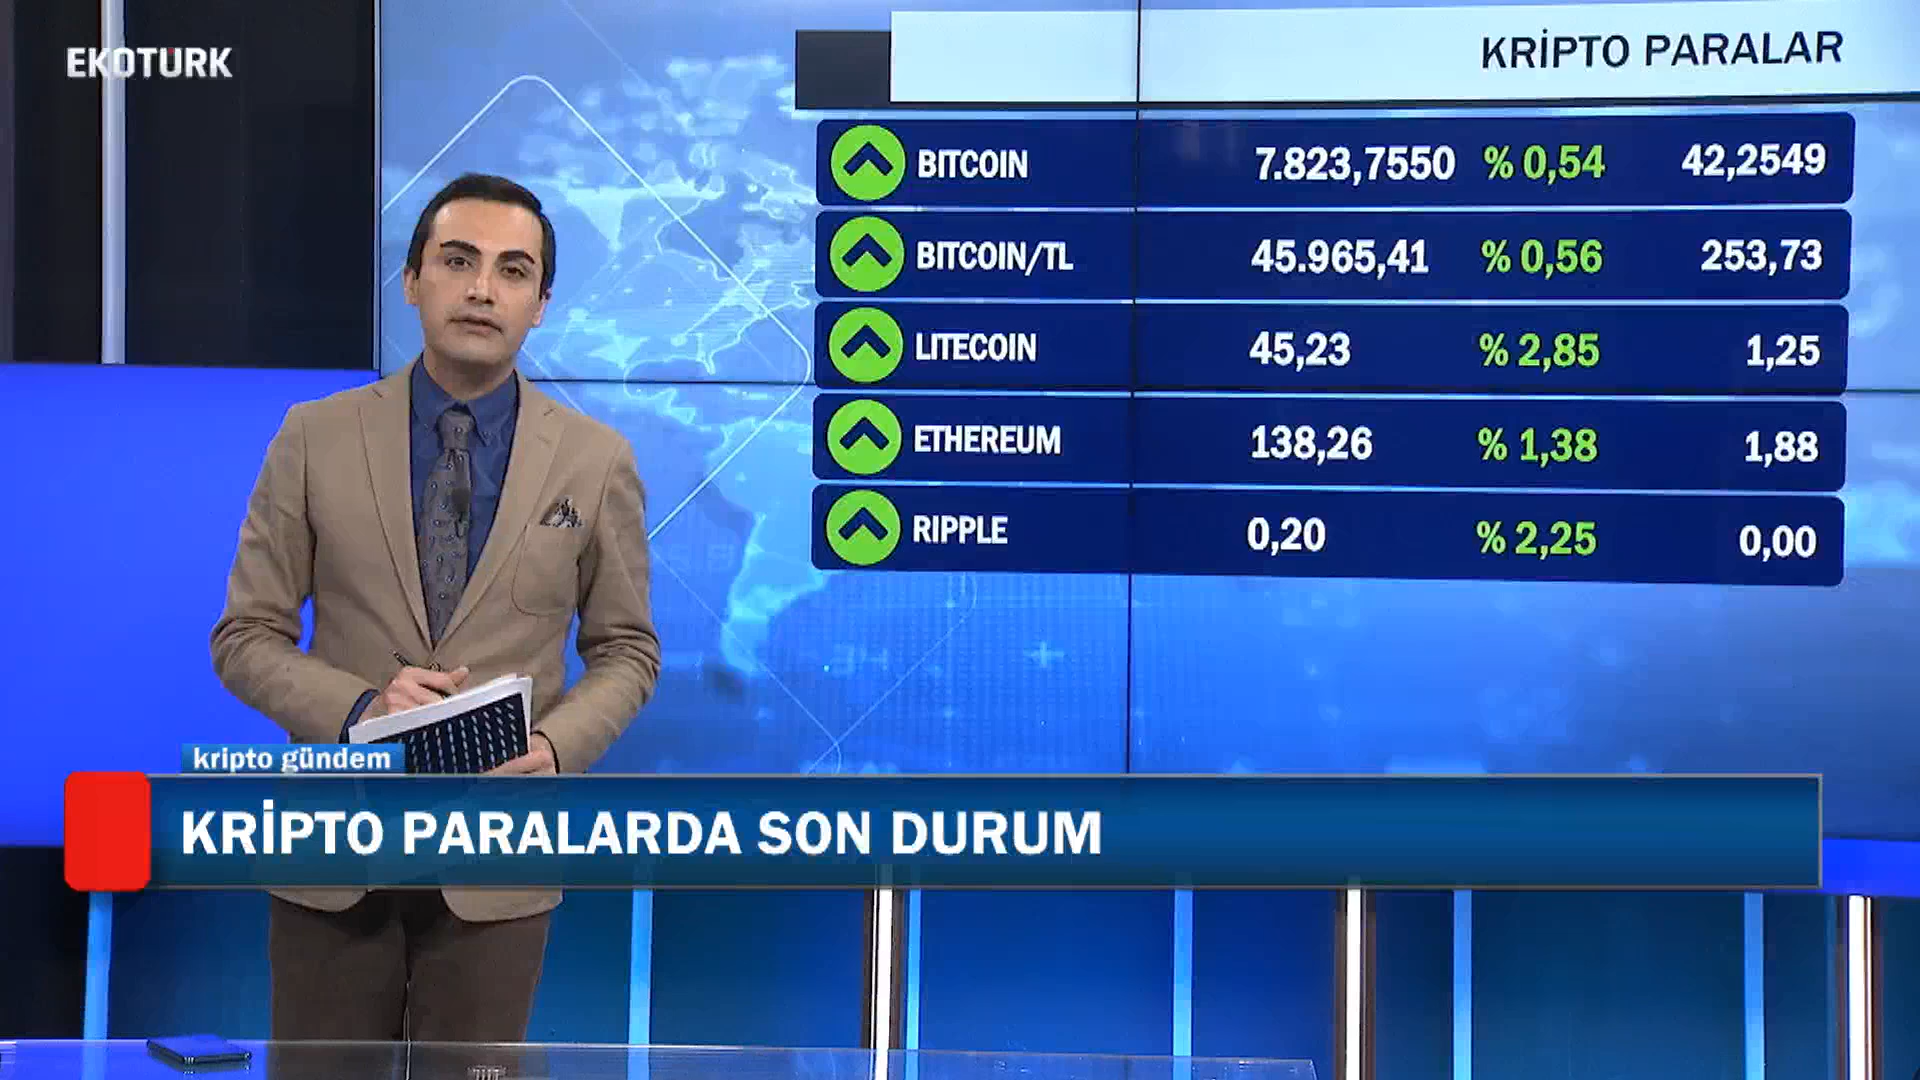 EKOTÜRK
KRİPTO PARALAR
BITCOIN 7.823,7550 % 0,54 42,2549
BITCOIN/TL 45.965,41 % 0,56 253,73
LITECOIN 45,23 % 2,85 1,25
ETHEREUM 138,26 % 1,38 1,88
RIPPLE 0,20 % 2,25 0,00
kripto gündem
KRİPTO PARALARDA SON DURUM